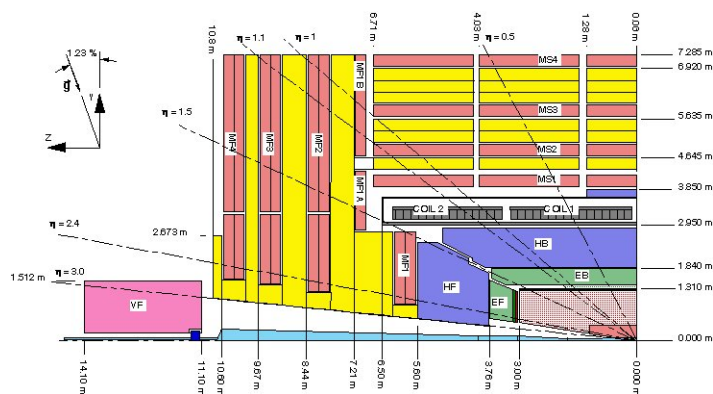 1.23 %
g
Y
Z
10.8 m
η = 1.1
η = 1
6.71 m
4.03 m
η = 0.5
1.28 m
0.00 m
7.285 m
6.920 m
5.635 m
4.645 m
3.850 m
2.950 m
1.840 m
1.310 m
0.000 m
MS4
MS3
MS2
MS1
MF1 B
MF1 A
MF4
MF3
MF2
MF1
COIL 2
COIL 1
HB
EB
HF
EF
VF
η = 1.5
η = 2.4
2.673 m
1.512 m
η = 3.0
14.10 m
11.10 m
10.60 m
9.67 m
8.84 m
7.21 m
6.50 m
5.60 m
3.76 m
3.00 m
0.000 m